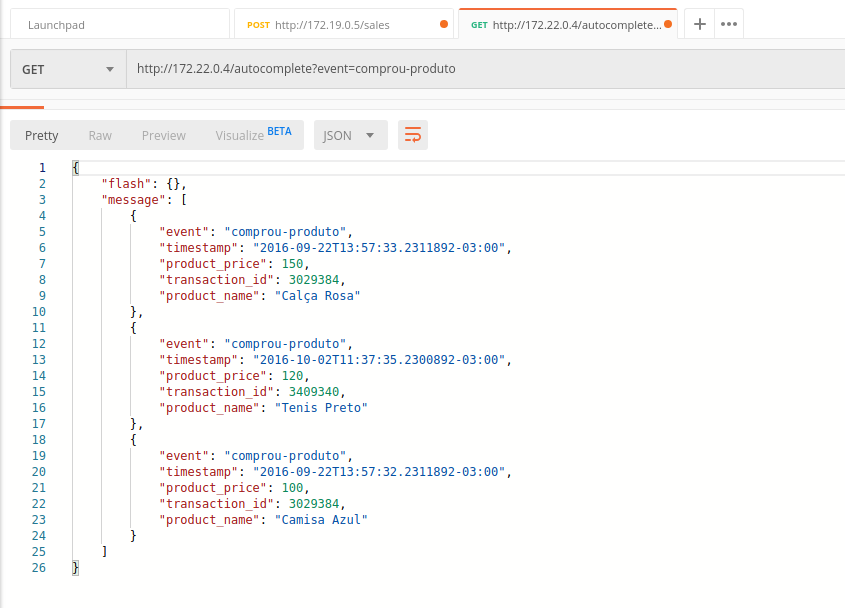 Launchpad
POST http://172.19.0.5/sales
GET http://172.22.0.4/autocomplete...
GET
http://172.22.0.4/autocomplete?event=comprou-produto
Pretty Raw Preview Visualize BETA JSON
1 {
2 "flash": {},
3 "message": [
4 {
5 "event": "comprou-produto",
6 "timestamp": "2016-09-22T13:57:33.2311892-03:00",
7 "product_price": 150,
8 "transaction_id": 3029384,
9 "product_name": "Calça Rosa"
10 },
11 {
12 "event": "comprou-produto",
13 "timestamp": "2016-10-02T11:37:35.2300892-03:00",
14 "product_price": 120,
15 "transaction_id": 3409340,
16 "product_name": "Tenis Preto"
17 },
18 {
19 "event": "comprou-produto",
20 "timestamp": "2016-09-22T13:57:32.2311892-03:00",
21 "product_price": 100,
22 "transaction_id": 3029384,
23 "product_name": "Camisa Azul"
24 }
25 ]
26 }